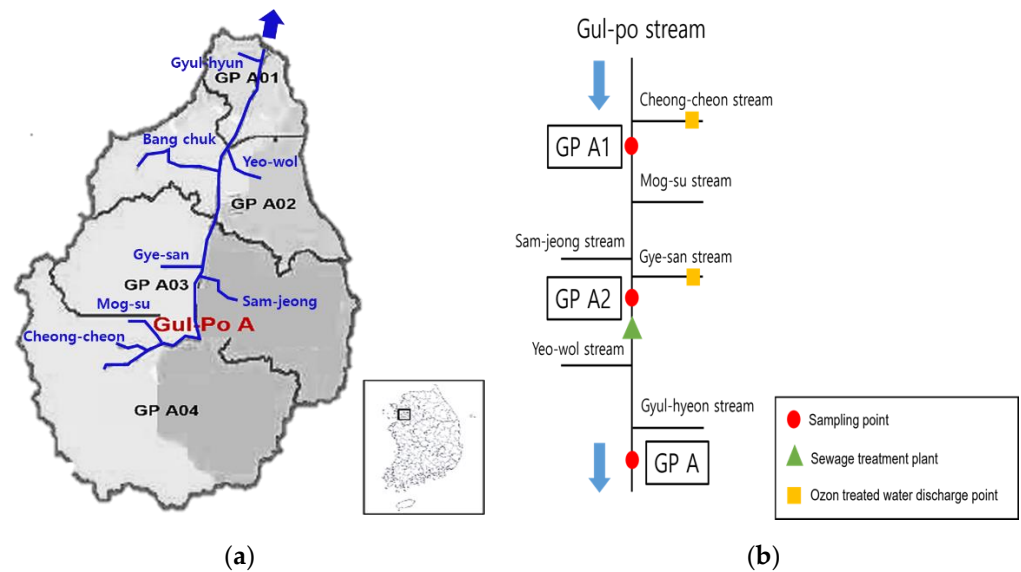 Gyul-hyun
GP A01
Bang chuk
Yeo-wol
GP A02
Gye-san
GP A03
Sam-jeong
Mog-su
Gul-Po A
Cheong-cheon
GP A04
(a)
Gul-po stream
Cheong-cheon stream
GP A1
Mog-su stream
Sam-jeong stream
Gye-san stream
GP A2
Yeo-wol stream
Gyul-hyeon stream
GP A
Sampling point
Sewage treatment plant
Ozon treated water discharge point
(b)